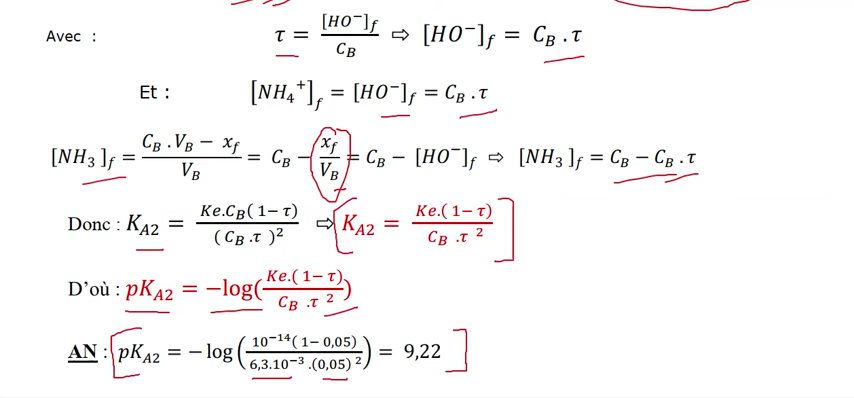 Avec : τ = [HO⁻]f / CB ⇨ [HO⁻]f = CB . τ
Et : [NH4⁺]f = [HO⁻]f = CB . τ
[NH3]f = (CB . VB − xf) / VB = CB − xf / VB = CB − [HO⁻]f ⇨ [NH3]f = CB − CB . τ
Donc : KA2 = Ke.CB( 1− τ) / ( CB .τ )² ⇨ KA2 = Ke.( 1− τ) / CB .τ ²
D'où : pKA2 = −log(Ke.( 1− τ) / CB .τ ²)
AN : pKA2 = − log (10⁻¹⁴( 1− 0,05) / 6,3.10⁻³ .(0,05) ²) = 9,22